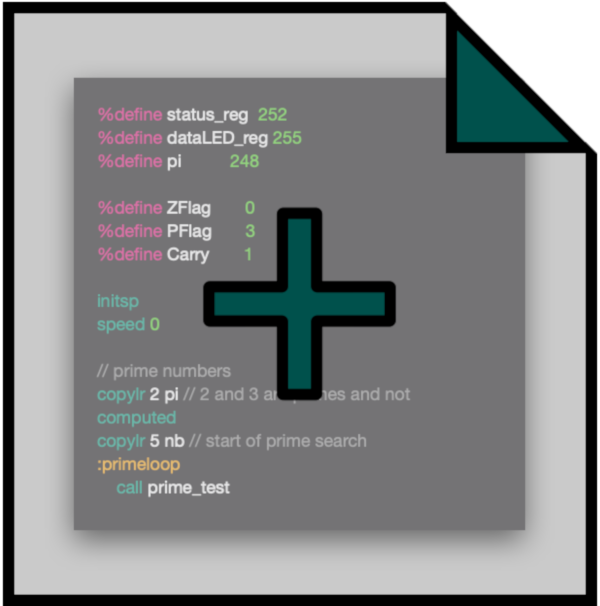 %define status_reg 252
%define dataLED_reg 255
%define pi 248
%define ZFlag 0
%define PFlag 3
%define Carry 1
initsp
speed 0
// prime numbers
copylr 2 pi // 2 and 3 and not
computed
copylr 5 nb // start of prime search
:primeloop
call prime_test